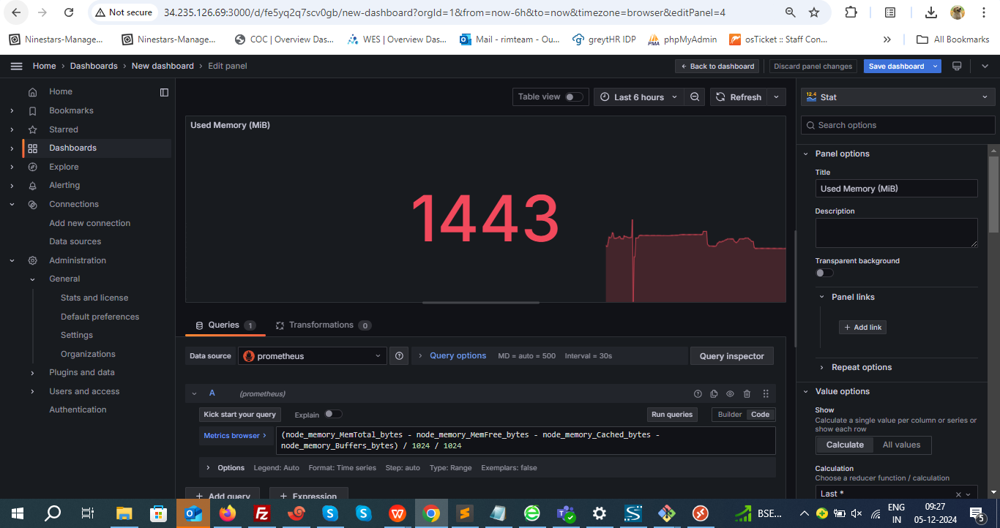 Not secure
34.235.126.69:3000/d/fe5yq2q7scv0gb/new-dashboard?orgId=1&from=now-6h&to=now&timezone=browser&editPanel=4
Ninestars-Manage...
Ninestars-Manage...
COC | Overview Das...
WES | Overview Das...
Mail - rimteam - Ou...
greytHR IDP
phpMyAdmin
osTicket :: Staff Con...
»
All Bookmarks
Home › Dashboards › New dashboard › Edit panel
← Back to dashboard
Discard panel changes
Save dashboard
Home
Bookmarks
Starred
Dashboards
Explore
Alerting
Connections
Add new connection
Data sources
Administration
General
Stats and license
Default preferences
Settings
Organizations
Plugins and data
Users and access
Authentication
Table view
Last 6 hours
Refresh
Used Memory (MiB)
1443
Queries 1
Transformations 0
Data source
prometheus
Query options
MD = auto = 500
Interval = 30s
Query inspector
A
(prometheus)
Kick start your query
Explain
Run queries
Builder
Code
Metrics browser
(node_memory_MemTotal_bytes - node_memory_MemFree_bytes - node_memory_Cached_bytes -
node_memory_Buffers_bytes) / 1024 / 1024
Options
Legend: Auto
Format: Time series
Step: auto
Type: Range
Exemplars: false
+ Add query
+ Expression
12.4
Stat
Search options
Panel options
Title
Used Memory (MiB)
Description
Transparent background
Panel links
+ Add link
Repeat options
Value options
Show
Calculate a single value per column or series or
show each row
Calculate
All values
Calculation
Choose a reducer function / calculation
Last *
BSE...
ENG
IN
09:27
05-12-2024
5